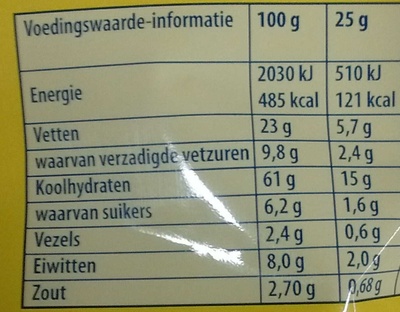 Voedingswaarde-informatie 100 g 25 g
2030 kJ 510 kJ
Energie 485 kcal 121 kcal
Vetten 23 g 5,7 g
waarvan verzadigde vetzuren 9,8 g 2,4 g
Koolhydraten 61 g 15 g
waarvan suikers 6,2 g 1,6 g
Vezels 2,4 g 0,6 g
Eiwitten 8,0 g 2,0 g
Zout 2,70 g 0,68 g